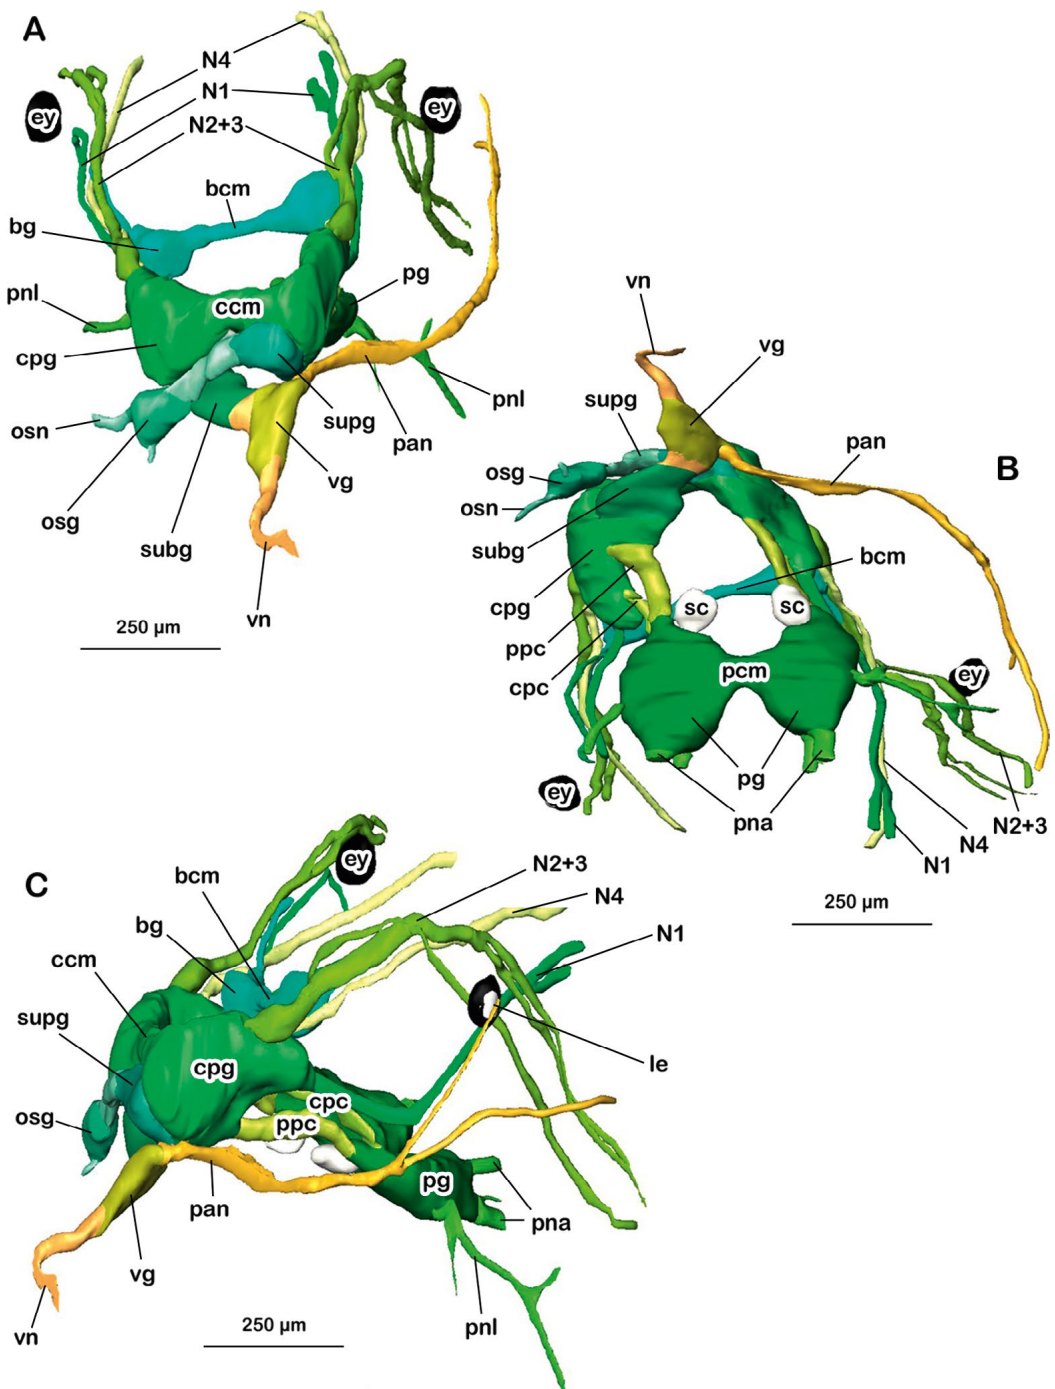 A
N4
N1
N2+3
ey
ey
bcm
bg
pg
pnl
ccm
cpg
pnl
osn
supg
pan
vg
osg
subg
vn
250 µm
B
vn
vg
supg
pan
osg
osn
subg
bcm
cpg
sc
sc
ppc
cpc
pcm
ey
pg
ey
pna
N2+3
N4
N1
250 µm
C
ey
N2+3
bcm
N4
bg
N1
ccm
supg
le
cpg
cpc
osg
ppc
pg
pan
pna
vg
pnl
vn
250 µm